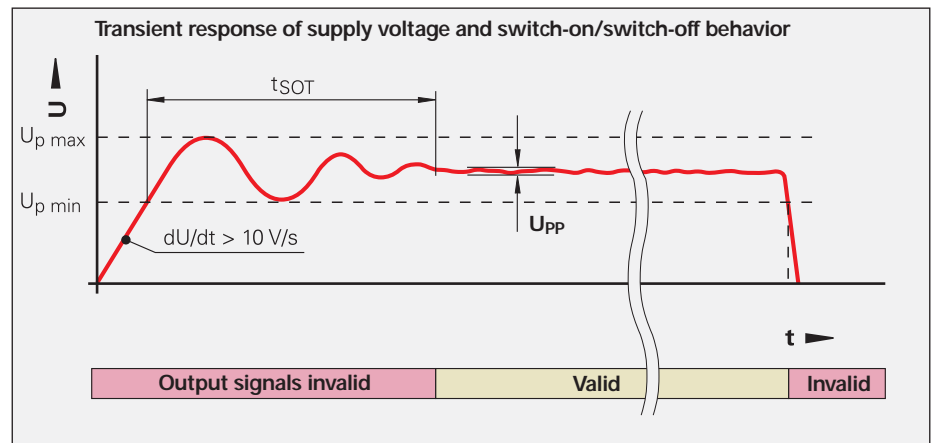 Transient response of supply voltage and switch-on/switch-off behavior
U
tSOT
Up max
Up min
dU/dt > 10 V/s
UPP
t
Output signals invalid
Valid
Invalid